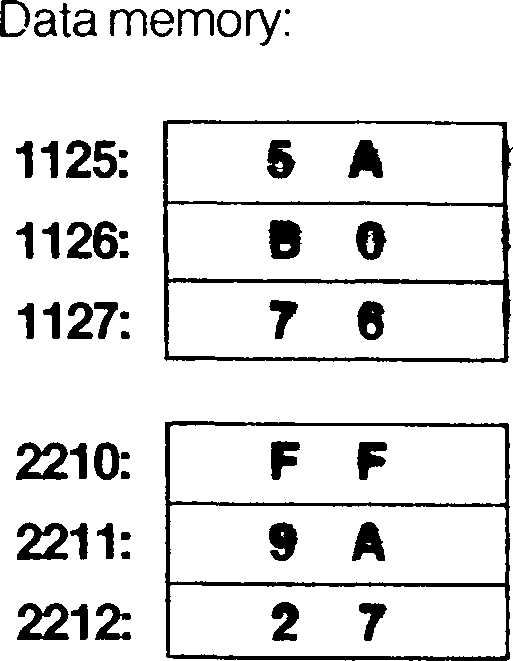 Data memory:
1125: 5 A
1126: B 0
1127: 7 6
2210: F F
2211: 9 A
2212: 2 7